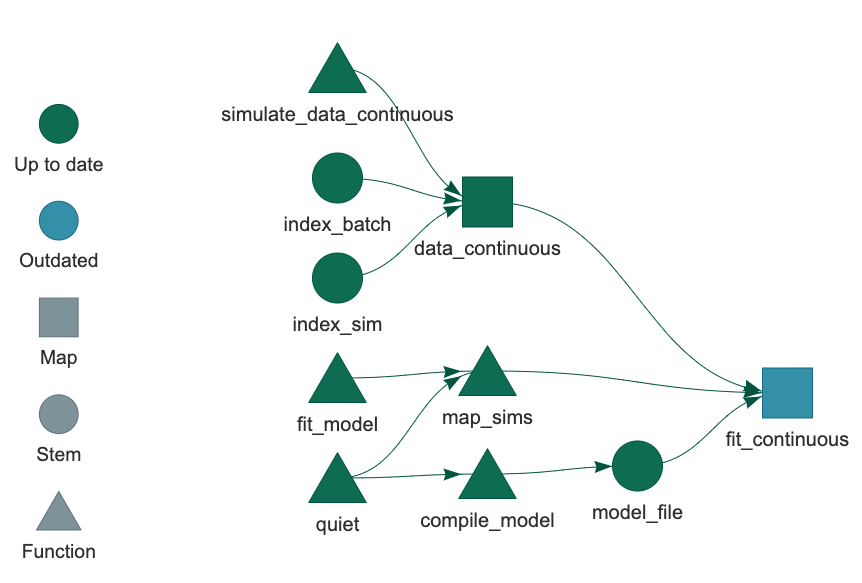 Up to date
Outdated
Map
Stem
Function
simulate_data_continuous
index_batch
index_sim
fit_model
quiet
data_continuous
map_sims
compile_model
model_file
fit_continuous